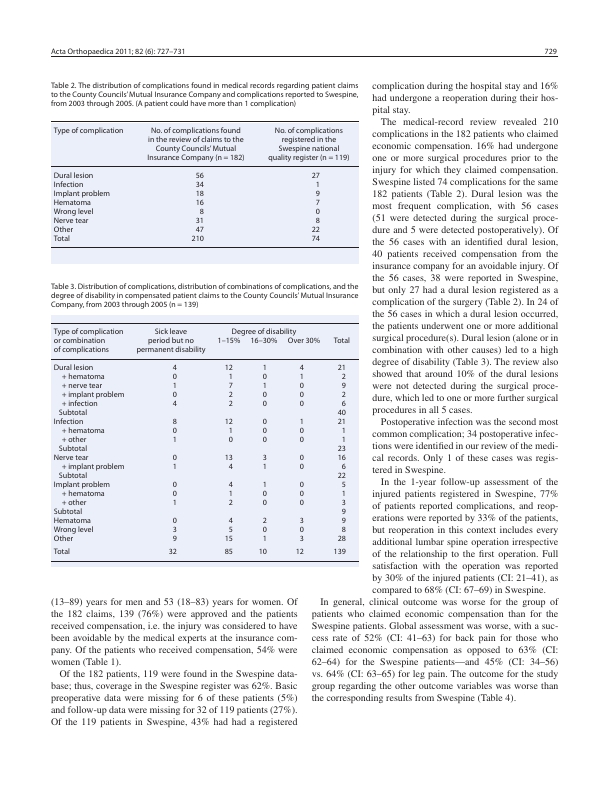 Acta Orthopaedica 2011; 82 (6): 727–731 729
Table 2. The distribution of complications found in medical records regarding patient claims
to the County Councils' Mutual Insurance Company and complications reported to Swespine,
from 2003 through 2005. (A patient could have more than 1 complication)
Type of complication No. of complications found No. of complications
in the review of claims to the registered in the
County Councils' Mutual Swespine national
Insurance Company (n = 182) quality register (n = 119)
Dural lesion 56 27
Infection 34 1
Implant problem 18 9
Hematoma 16 7
Wrong level 8 0
Nerve tear 31 8
Other 47 22
Total 210 74
Table 3. Distribution of complications, distribution of combinations of complications, and the
degree of disability in compensated patient claims to the County Councils' Mutual Insurance
Company, from 2003 through 2005 (n = 139)
Type of complication Sick leave Degree of disability
or combination period but no 1–15% 16–30% Over 30% Total
of complications permanent disability
Dural lesion 4 12 1 4 21
+ hematoma 0 1 0 1 2
+ nerve tear 1 7 1 0 9
+ implant problem 0 2 0 0 2
+ infection 4 2 0 0 6
Subtotal 40
Infection 8 12 0 1 21
+ hematoma 0 1 0 0 1
+ other 1 0 0 0 1
Subtotal 23
Nerve tear 0 13 3 0 16
+ implant problem 1 4 1 0 6
Subtotal 22
Implant problem 0 4 1 0 5
+ hematoma 0 1 0 0 1
+ other 1 2 0 0 3
Subtotal 9
Hematoma 0 4 2 3 9
Wrong level 3 5 0 0 8
Other 9 15 1 3 28
Total 32 85 10 12 139
(13–89) years for men and 53 (18–83) years for women. Of
the 182 claims, 139 (76%) were approved and the patients
received compensation, i.e. the injury was considered to have
been avoidable by the medical experts at the insurance com-
pany. Of the patients who received compensation, 54% were
women (Table 1).
Of the 182 patients, 119 were found in the Swespine data-
base; thus, coverage in the Swespine register was 62%. Basic
preoperative data were missing for 6 of these patients (5%)
and follow-up data were missing for 32 of 119 patients (27%).
Of the 119 patients in Swespine, 43% had had a registered
complication during the hospital stay and 16%
had undergone a reoperation during their hos-
pital stay.
The medical-record review revealed 210
complications in the 182 patients who claimed
economic compensation. 16% had undergone
one or more surgical procedures prior to the
injury for which they claimed compensation.
Swespine listed 74 complications for the same
182 patients (Table 2). Dural lesion was the
most frequent complication, with 56 cases
(51 were detected during the surgical proce-
dure and 5 were detected postoperatively). Of
the 56 cases with an identified dural lesion,
40 patients received compensation from the
insurance company for an avoidable injury. Of
the 56 cases, 38 were reported in Swespine,
but only 27 had a dural lesion registered as a
complication of the surgery (Table 2). In 24 of
the 56 cases in which a dural lesion occurred,
the patients underwent one or more additional
surgical procedure(s). Dural lesion (alone or in
combination with other causes) led to a high
degree of disability (Table 3). The review also
showed that around 10% of the dural lesions
were not detected during the surgical proce-
dure, which led to one or more further surgical
procedures in all 5 cases.
Postoperative infection was the second most
common complication; 34 postoperative infec-
tions were identified in our review of the medi-
cal records. Only 1 of these cases was regis-
tered in Swespine.
In the 1-year follow-up assessment of the
injured patients registered in Swespine, 77%
of patients reported complications, and reop-
erations were reported by 33% of the patients,
but reoperation in this context includes every
additional lumbar spine operation irrespective
of the relationship to the first operation. Full
satisfaction with the operation was reported
by 30% of the injured patients (CI: 21–41), as
compared to 68% (CI: 67–69) in Swespine.
In general, clinical outcome was worse for the group of
patients who claimed economic compensation than for the
Swespine patients. Global assessment was worse, with a suc-
cess rate of 52% (CI: 41–63) for back pain for those who
claimed economic compensation as opposed to 63% (CI:
62–64) for the Swespine patients—and 45% (CI: 34–56)
vs. 64% (CI: 63–65) for leg pain. The outcome for the study
group regarding the other outcome variables was worse than
the corresponding results from Swespine (Table 4).